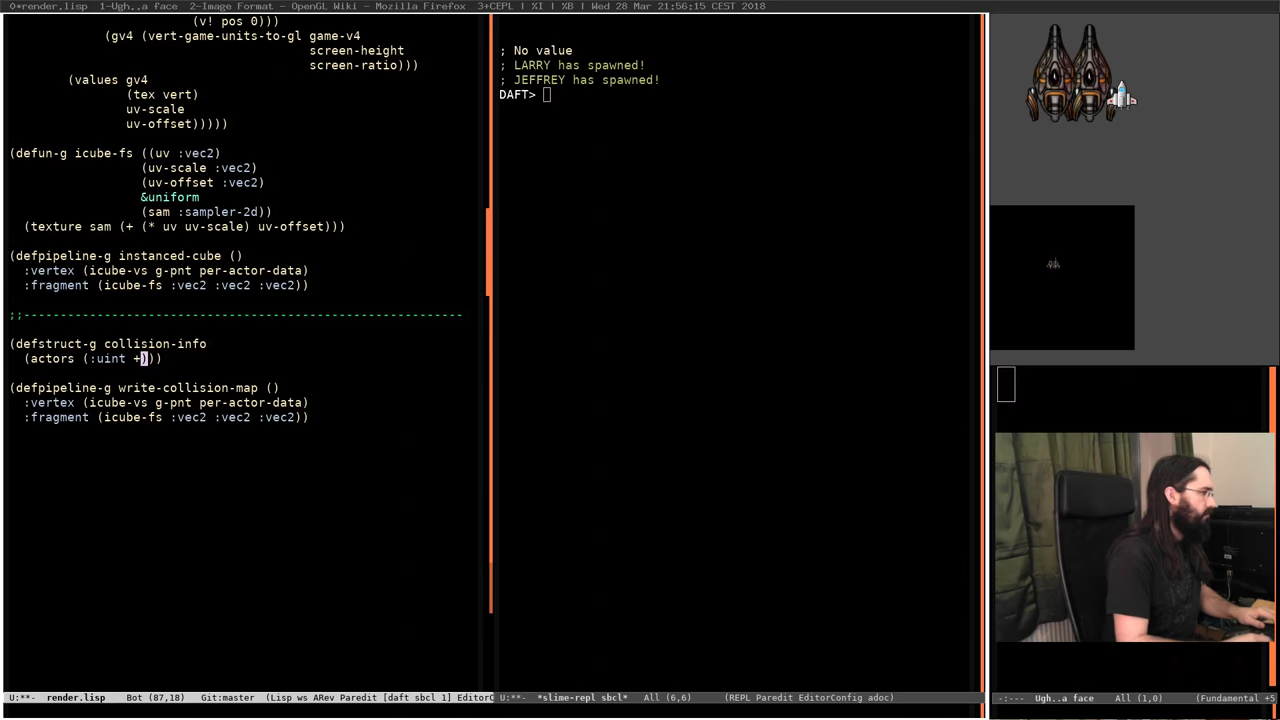 0*render.lisp  1-Ugh..a face  2-Image Format - OpenGL Wiki - Mozilla Firefox  3+CEPL | %I | %B | Wed 28 Mar 21:56:15 CEST 2018
(v! pos 0)))
(gv4 (vert-game-units-to-gl game-v4
screen-height
screen-ratio)))
(values gv4
(tex vert)
uv-scale
uv-offset)))))
(defun-g icube-fs ((uv :vec2)
(uv-scale :vec2)
(uv-offset :vec2)
&uniform
(sam :sampler-2d))
(texture sam (+ (* uv uv-scale) uv-offset)))
(defpipeline-g instanced-cube ()
:vertex (icube-vs g-pnt per-actor-data)
:fragment (icube-fs :vec2 :vec2 :vec2))
;;------------------------------------------------------------
(defstruct-g collision-info
(actors (:uint +)))
(defpipeline-g write-collision-map ()
:vertex (icube-vs g-pnt per-actor-data)
:fragment (icube-fs :vec2 :vec2 :vec2))
U:**-  render.lisp   Bot (87,18)   Git:master  (Lisp ws ARev Paredit [daft sbcl 1] EditorC
; No value
; LARRY has spawned!
; JEFFREY has spawned!
DAFT>
U:**-  *slime-repl sbcl*   All (6,6)   (REPL Paredit EditorConfig adoc)
-:---  Ugh..a face   All (1,0)   (Fundamental +5